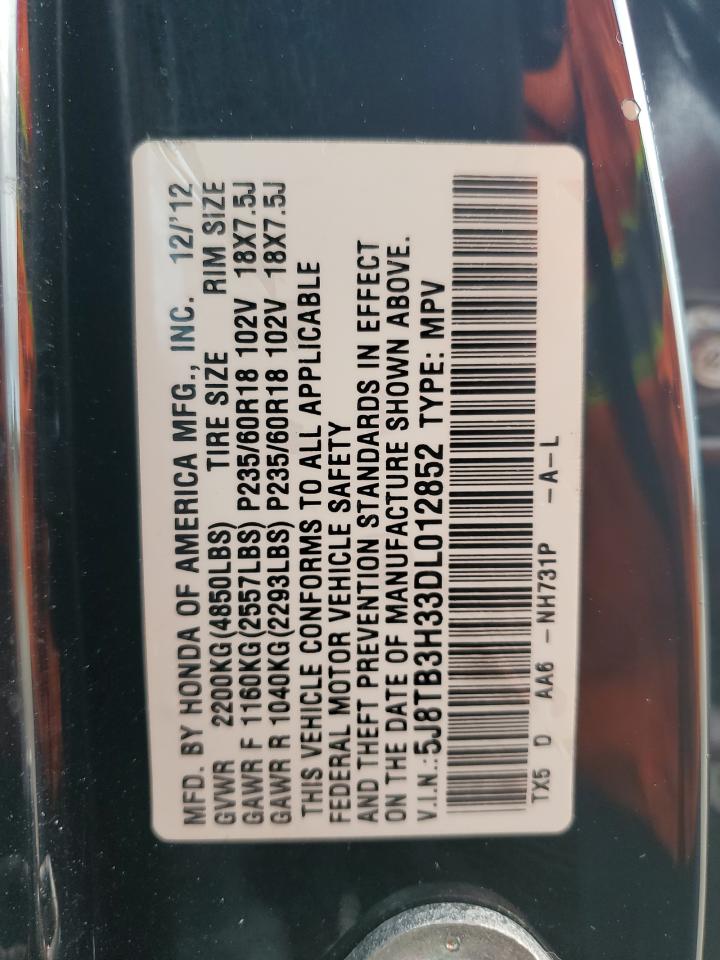 MFD. BY HONDA OF AMERICA MFG., INC. 12/'12
GVWR 2200KG(4850LBS) TIRE SIZE RIM SIZE
GAWR F 1160KG(2557LBS) P235/60R18 102V 18X7.5J
GAWR R 1040KG(2293LBS) P235/60R18 102V 18X7.5J
THIS VEHICLE CONFORMS TO ALL APPLICABLE
FEDERAL MOTOR VEHICLE SAFETY
AND THEFT PREVENTION STANDARDS IN EFFECT
ON THE DATE OF MANUFACTURE SHOWN ABOVE.
V.I.N.:5J8TB3H33DL012852 TYPE: MPV
TX5 D AA6 -NH731P -A-L